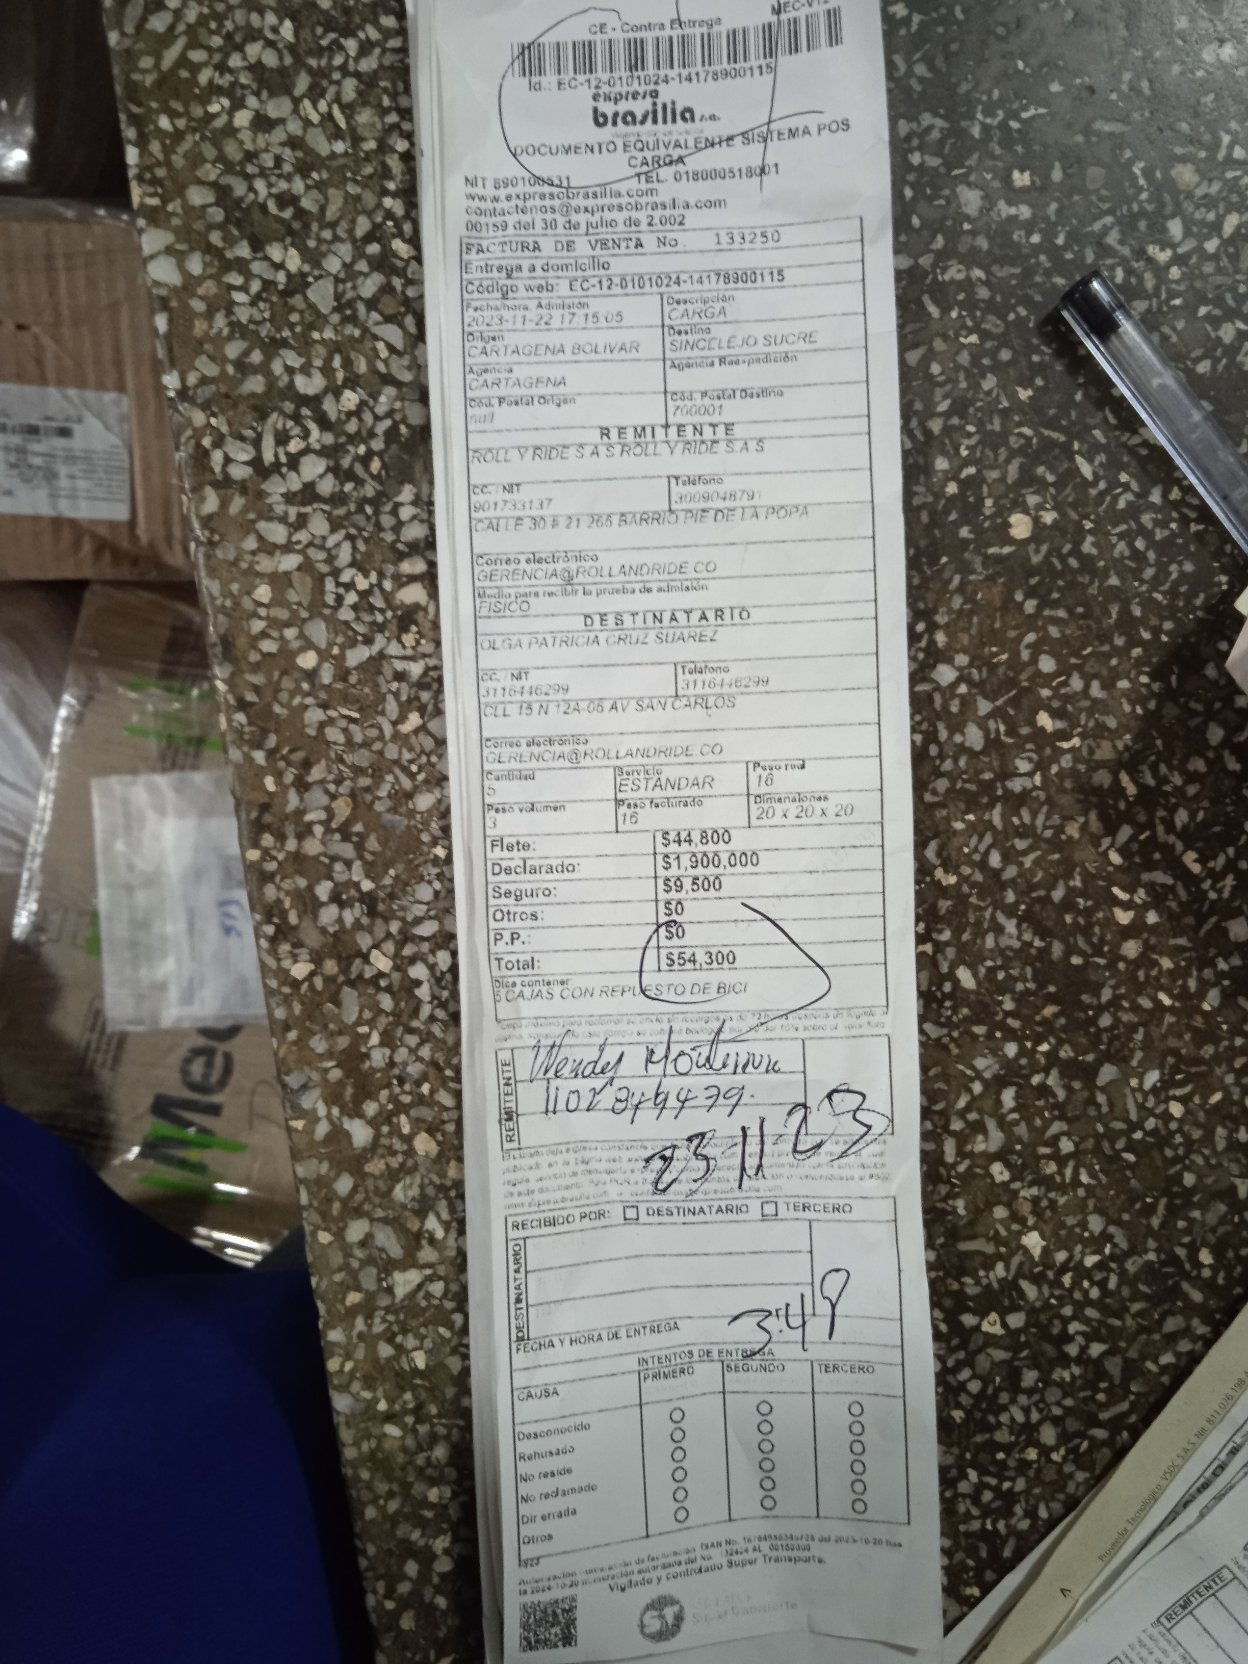 CE - Contra Entrega
MEC-V12
Id.: EC-12-0101024-14178900115
expreso
brasilia s.a.
DOCUMENTO EQUIVALENTE SISTEMA POS
CARGA
NIT 890100531 TEL. 018000518001
www.expresobrasilia.com
contactenos@expresobrasilia.com
00159 del 30 de julio de 2.002
FACTURA DE VENTA No. 133250
Entrega a domicilio
Código web: EC-12-0101024-14178900115
Fecha/hora Admisión Descripción
2023-11-22 17:15:05 CARGA
Origen Destino
CARTAGENA BOLIVAR SINCELEJO SUCRE
Agencia Agencia Reexpedición
CARTAGENA
Cód. Postal Origen Cód. Postal Destino
null 700001
REMITENTE
ROLL Y RIDE S A S ROLL Y RIDE S.A.S
CC. / NIT Teléfono
901733137 3009048791
CALLE 30 # 21 266 BARRIO PIE DE LA POPA
Correo electrónico
GERENCIA@ROLLANDRIDE.CO
Medio para recibir la prueba de admisión
FISICO
DESTINATARIO
OLGA PATRICIA CRUZ SUAREZ
CC. / NIT Teléfono
3116446299 3116446299
CLL 15 N 12A-06 AV SAN CARLOS
Correo electrónico
GERENCIA@ROLLANDRIDE.CO
Cantidad Servicio Peso real
5 ESTANDAR 16
Peso volumen Peso facturado Dimensiones
3 16 20 x 20 x 20
Flete: $44,800
Declarado: $1,900,000
Seguro: $9,500
Otros: $0
P.P.: $0
Total: $54,300
Dice contener
5 CAJAS CON REPUESTO DE BICI
REMITENTE
Wendy
1102849479.
23 11 23
RECIBIDO POR: DESTINATARIO TERCERO
DESTINATARIO
FECHA Y HORA DE ENTREGA 3:49
INTENTOS DE ENTREGA
CAUSA PRIMERO SEGUNDO TERCERO
Desconocido
Rehusado
No reside
No reclamado
Dir errada
Otros
Vigilado y controlado Super Transporte.
SuperTransporte
Proveedor Tecnológico: VSDC S.A.S. Nit. 811.026.198
REMITENTE